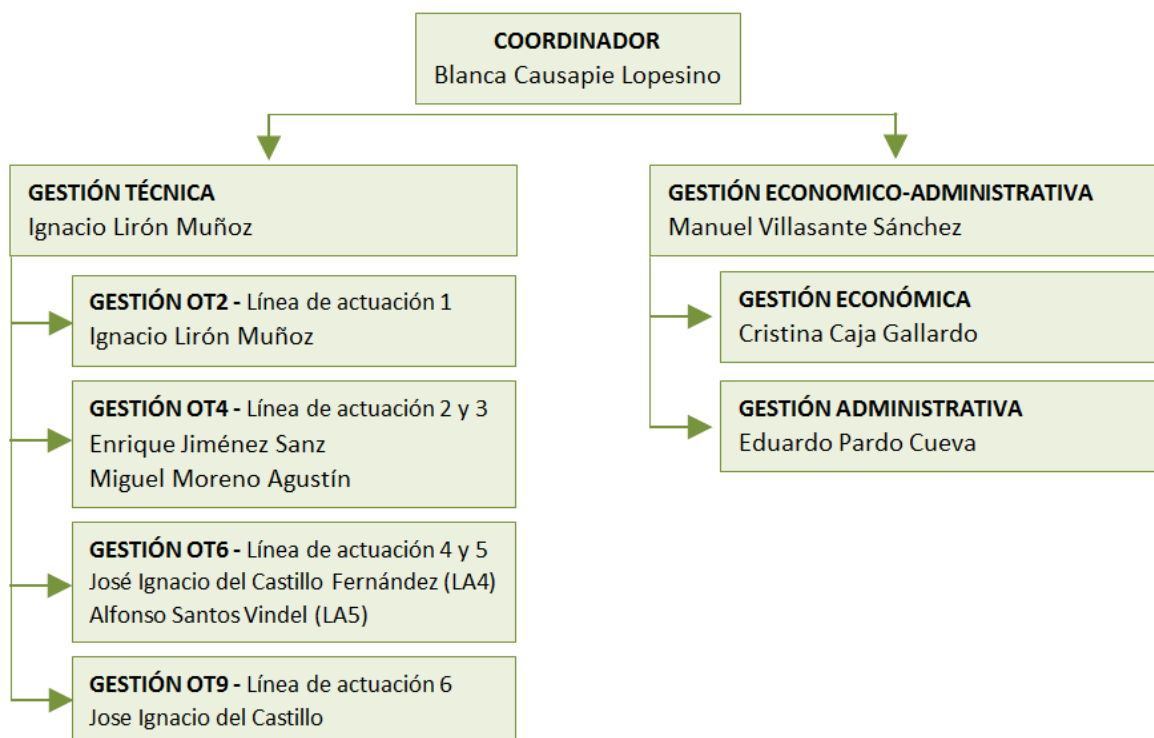 COORDINADOR
Blanca Causapie Lopesino
GESTIÓN TÉCNICA
Ignacio Lirón Muñoz
GESTIÓN OT2 - Línea de actuación 1
Ignacio Lirón Muñoz
GESTIÓN OT4 - Línea de actuación 2 y 3
Enrique Jiménez Sanz
Miguel Moreno Agustín
GESTIÓN OT6 - Línea de actuación 4 y 5
José Ignacio del Castillo Fernández (LA4)
Alfonso Santos Vindel (LA5)
GESTIÓN OT9 - Línea de actuación 6
Jose Ignacio del Castillo
GESTIÓN ECONOMICO-ADMINISTRATIVA
Manuel Villasante Sánchez
GESTIÓN ECONÓMICA
Cristina Caja Gallardo
GESTIÓN ADMINISTRATIVA
Eduardo Pardo Cueva